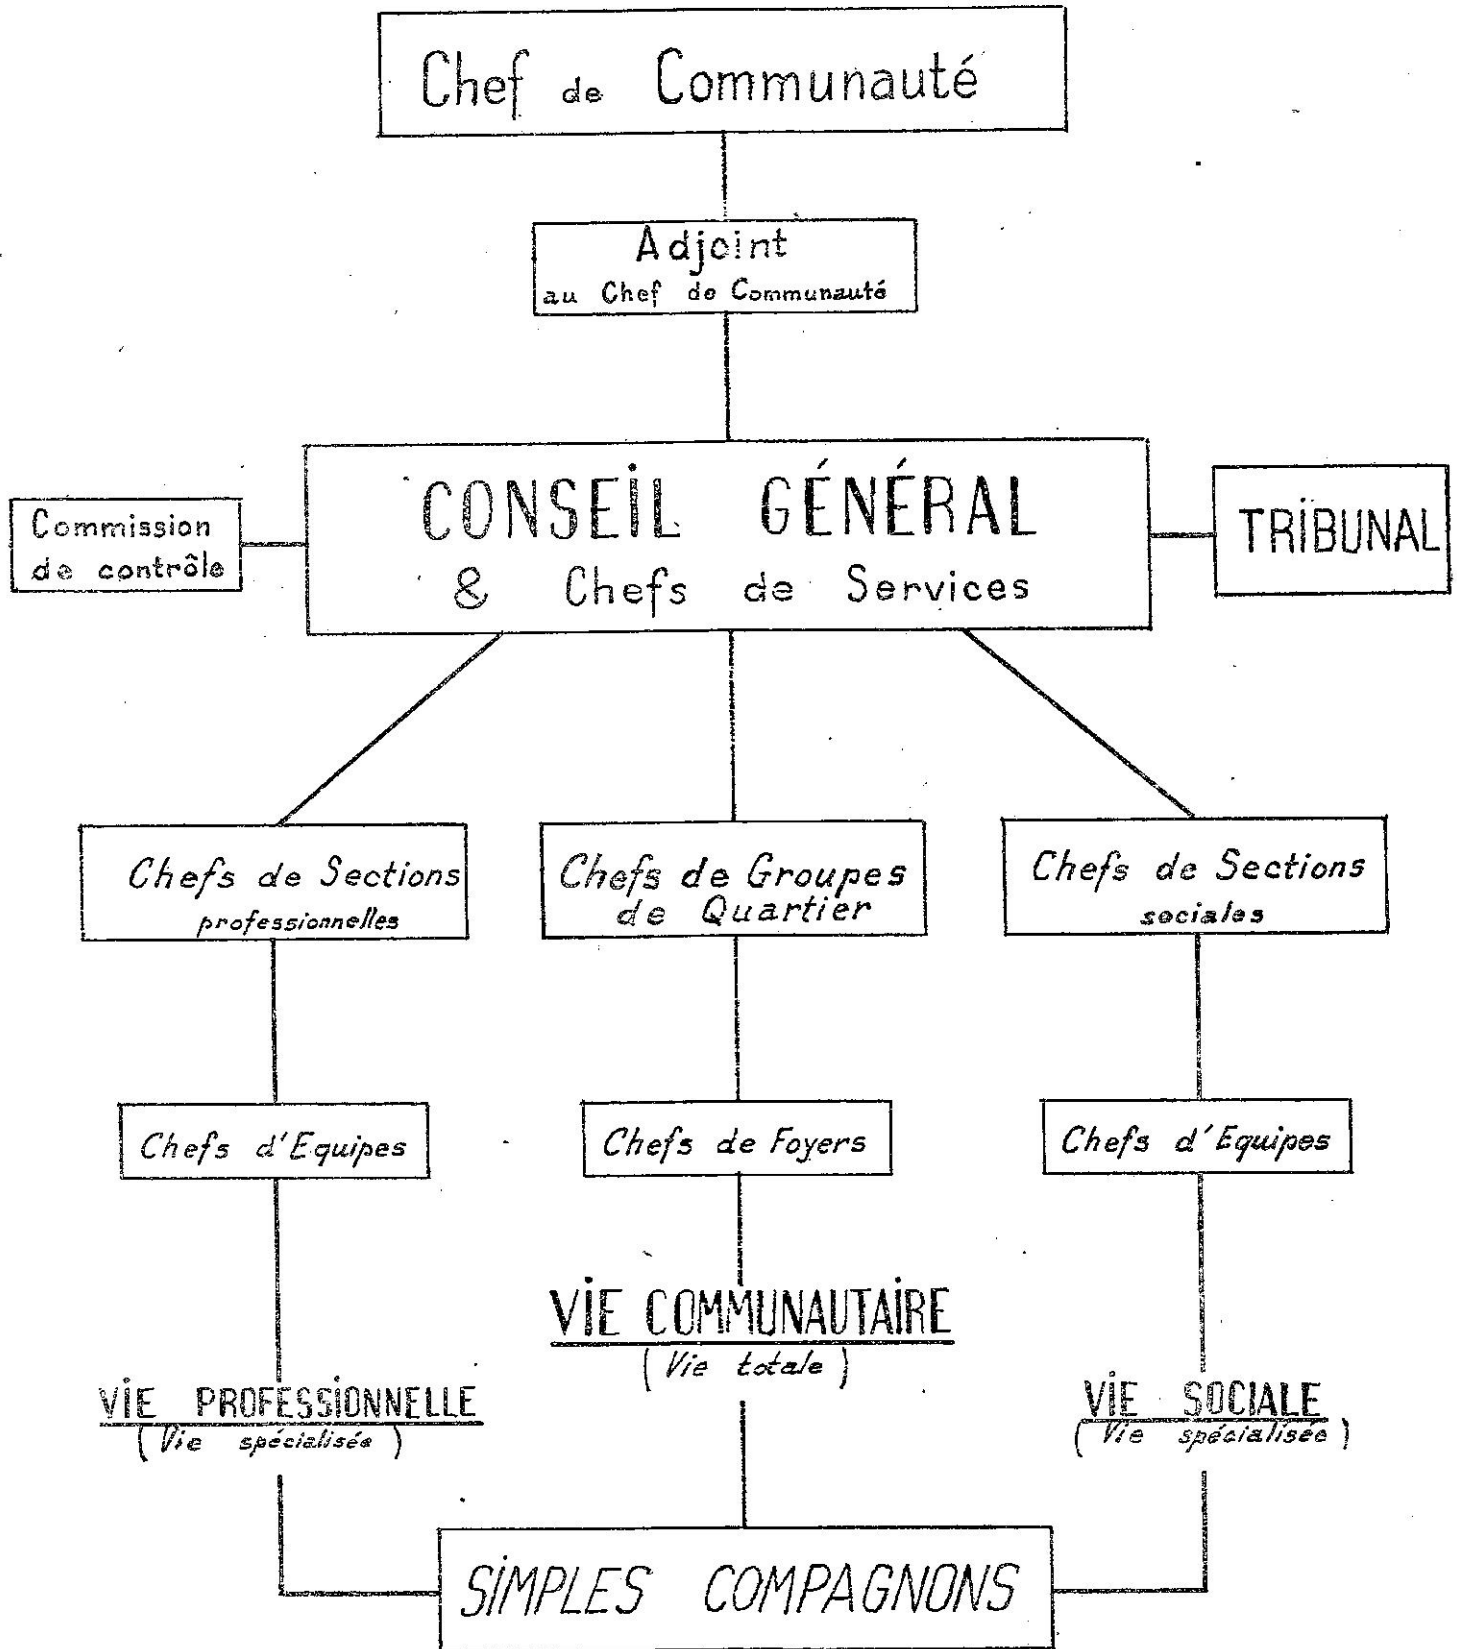 Chef de Communauté
Adjoint
au Chef de Communauté
CONSEIL GÉNÉRAL
& Chefs de Services
Commission
de contrôle
TRIBUNAL
Chefs de Sections
professionnelles
Chefs de Groupes
de Quartier
Chefs de Sections
sociales
Chefs d'Equipes
Chefs de Foyers
Chefs d'Equipes
VIE COMMUNAUTAIRE
(Vie totale)
VIE PROFESSIONNELLE
(Vie spécialisée)
VIE SOCIALE
(Vie spécialisée)
SIMPLES COMPAGNONS